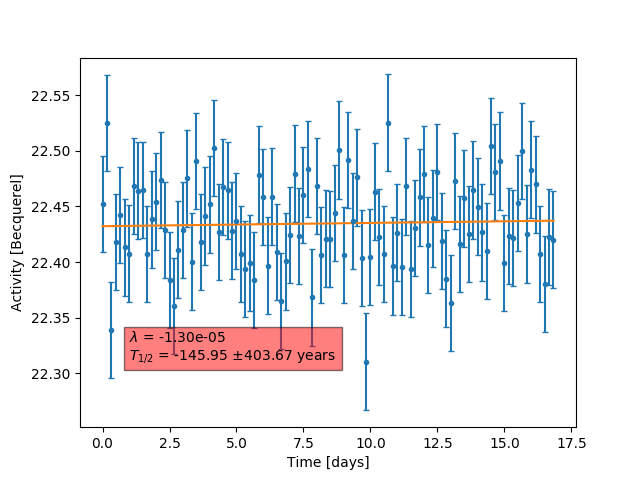 22.55
22.50
22.45
22.40
22.35
22.30
Activity [Becquerel]
λ = -1.30e-05
T1/2 = -145.95 ±403.67 years
0.0 2.5 5.0 7.5 10.0 12.5 15.0 17.5
Time [days]